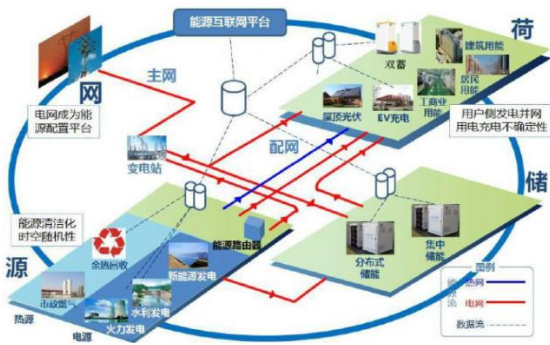 能源互联网平台
荷
建筑用能
双蓄
居民
用能
工商业
用能
屋顶光伏
EV充电
用户侧发电并网
用电充电不确定性
网
主网
电网成为能
源配置平台
配网
变电站
储
分布式
储能
集中
储能
能源清洁化
时空随机性
源
余热回收
能源路由器
新能源发电
市政燃气
水利发电
火力发电
热源
电源
图例
能源流
热网
电网
数据流